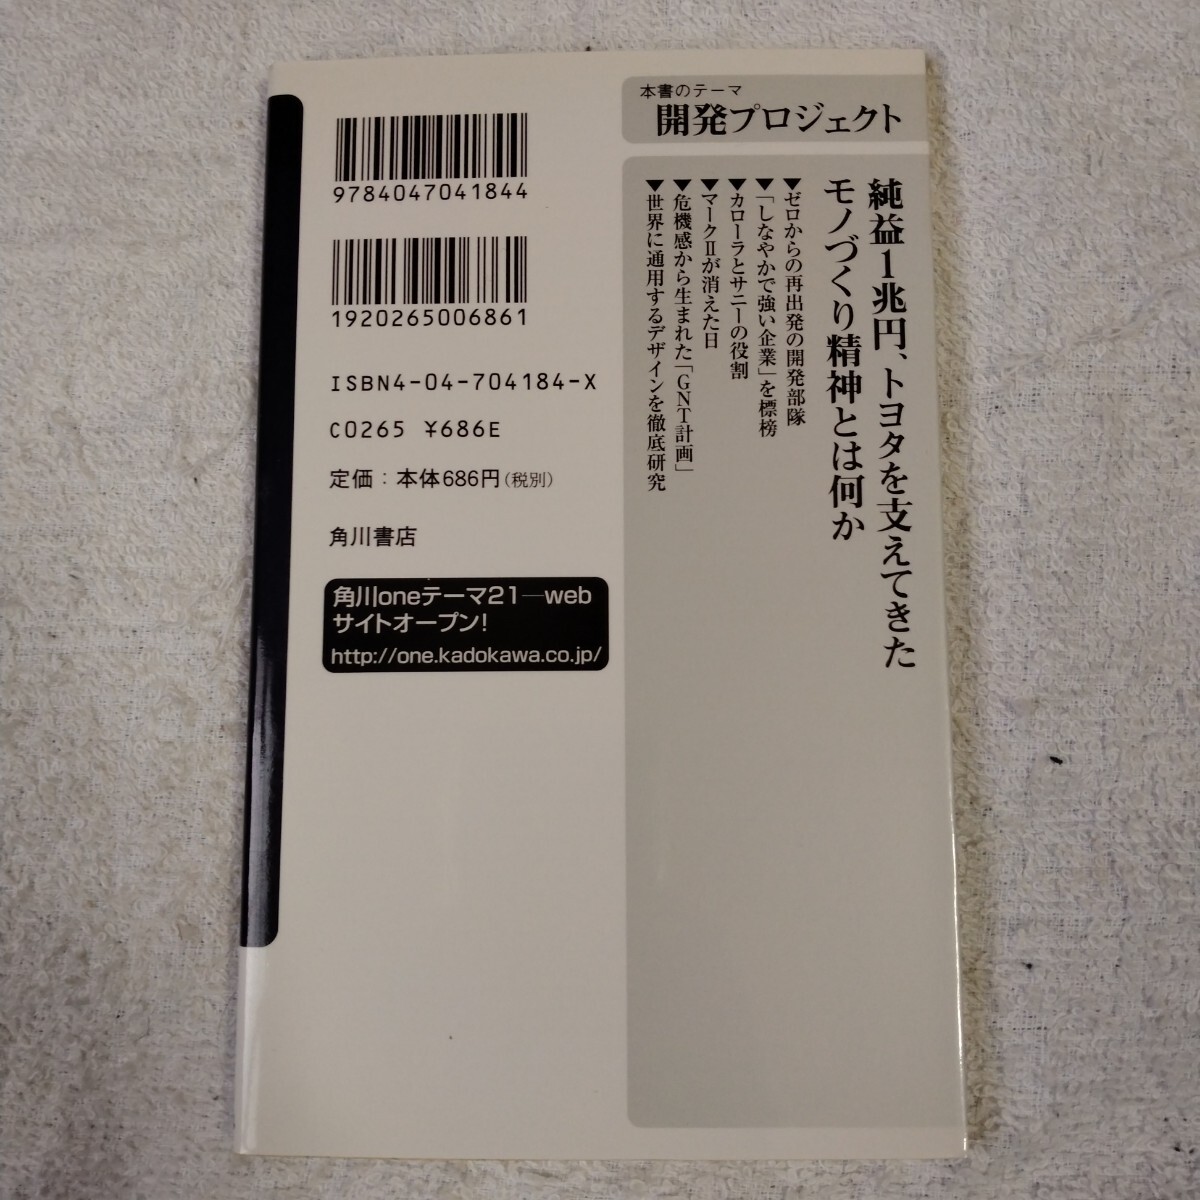 本書のテーマ
開発プロジェクト
純益1兆円、トヨタを支えてきた
モノづくり精神とは何か
▼ゼロからの再出発の開発部隊
▼「しなやかで強い企業」を標榜
▼カローラとサニーの役割
▼マークⅡが消えた日
▼危機感から生まれた「GNT計画」
▼世界に通用するデザインを徹底研究
9784047041844
1920265006861
ISBN4-04-704184-X
C0265 ¥686E
定価：本体686円（税別）
角川書店
角川oneテーマ21―web
サイトオープン！
http://one.kadokawa.co.jp/